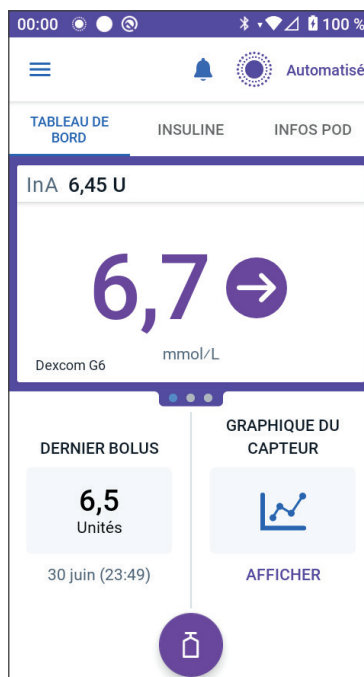 00:00 100 %
Automatisé
TABLEAU DE
BORD
INSULINE
INFOS POD
InA 6,45 U
6,7
mmol/L
Dexcom G6
DERNIER BOLUS
6,5
Unités
30 juin (23:49)
GRAPHIQUE DU
CAPTEUR
AFFICHER